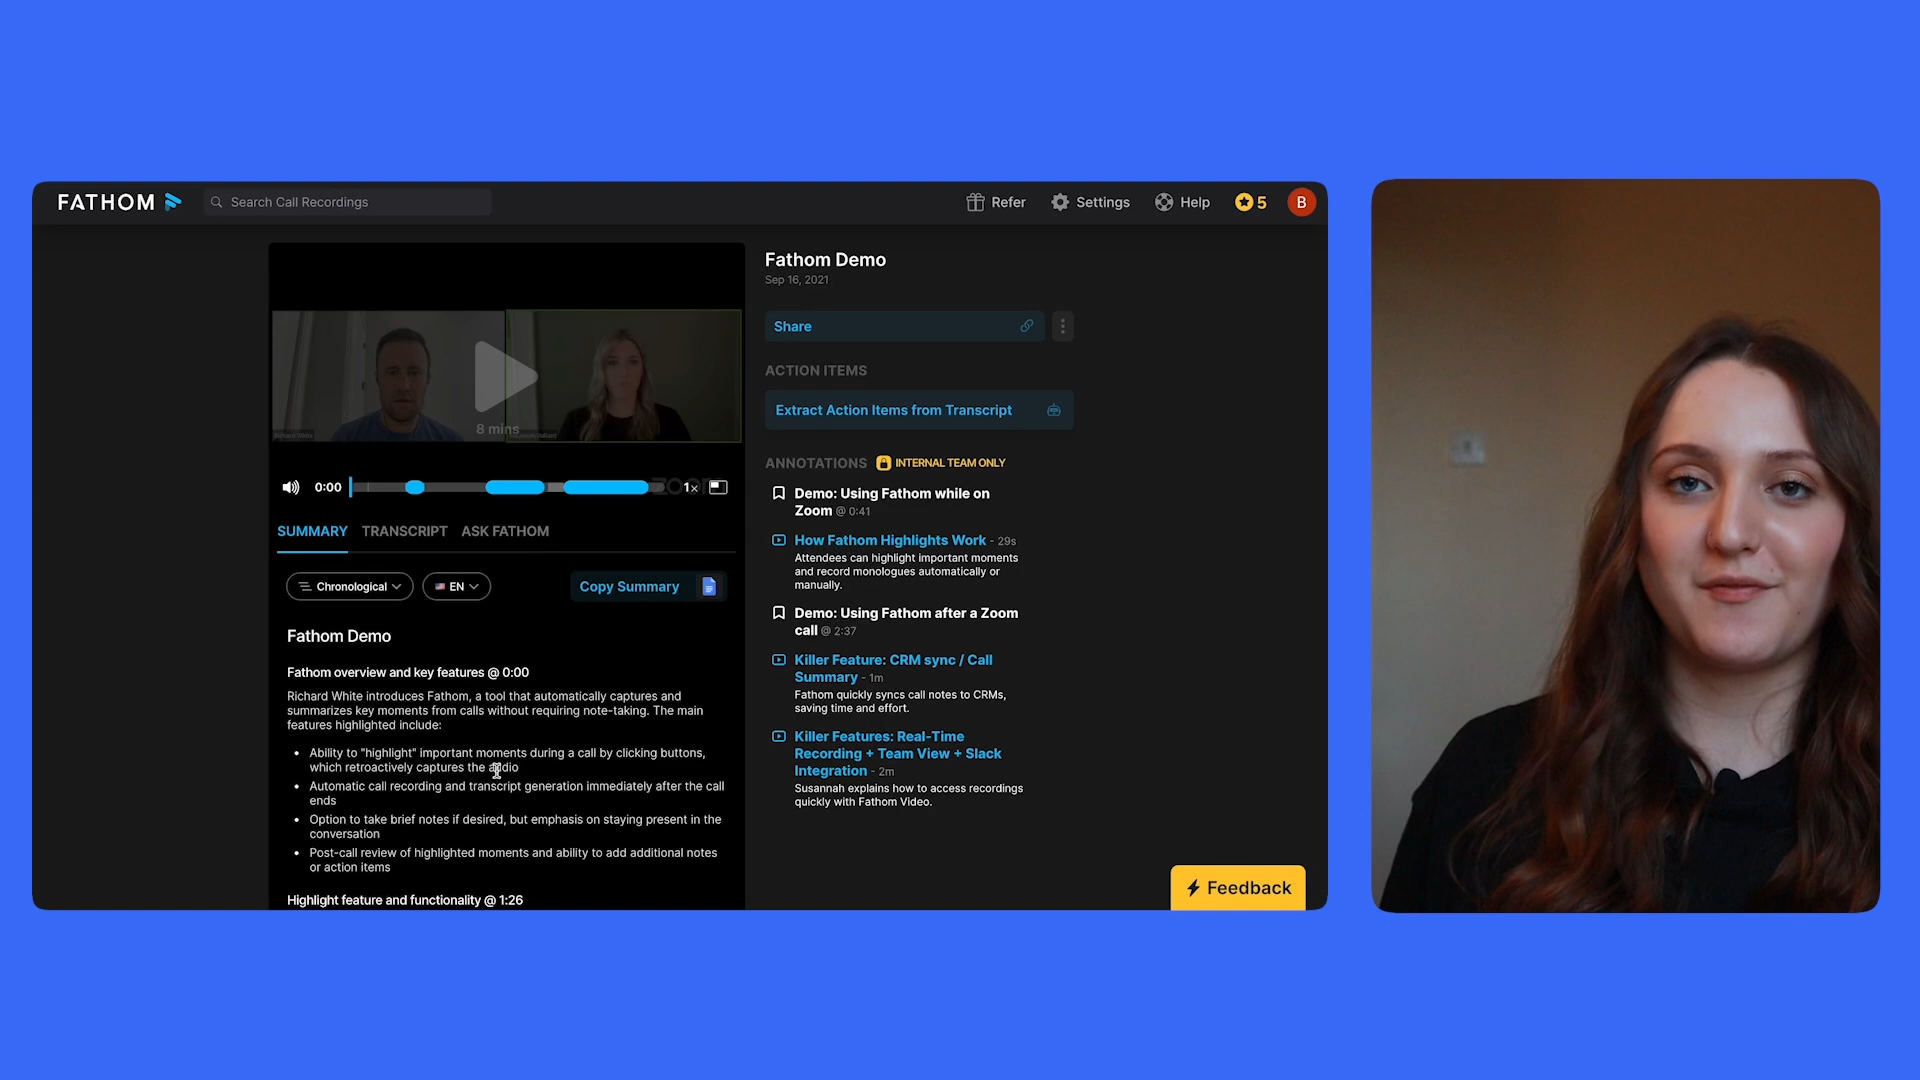 FATHOM
Search Call Recordings
Refer
Settings
Help
5
B
8 mins
0:00
zoom
1x
SUMMARY
TRANSCRIPT
ASK FATHOM
Chronological
EN
Copy Summary
Fathom Demo
Fathom overview and key features @ 0:00
Richard White introduces Fathom, a tool that automatically captures and
summarizes key moments from calls without requiring note-taking. The main
features highlighted include:
• Ability to "highlight" important moments during a call by clicking buttons,
which retroactively captures the audio
• Automatic call recording and transcript generation immediately after the call
ends
• Option to take brief notes if desired, but emphasis on staying present in the
conversation
• Post-call review of highlighted moments and ability to add additional notes
or action items
Highlight feature and functionality @ 1:26
Fathom Demo
Sep 16, 2021
Share
ACTION ITEMS
Extract Action Items from Transcript
ANNOTATIONS
INTERNAL TEAM ONLY
Demo: Using Fathom while on
Zoom @ 0:41
How Fathom Highlights Work - 29s
Attendees can highlight important moments
and record monologues automatically or
manually.
Demo: Using Fathom after a Zoom
call @ 2:37
Killer Feature: CRM sync / Call
Summary - 1m
Fathom quickly syncs call notes to CRMs,
saving time and effort.
Killer Features: Real-Time
Recording + Team View + Slack
Integration - 2m
Susannah explains how to access recordings
quickly with Fathom Video.
Feedback